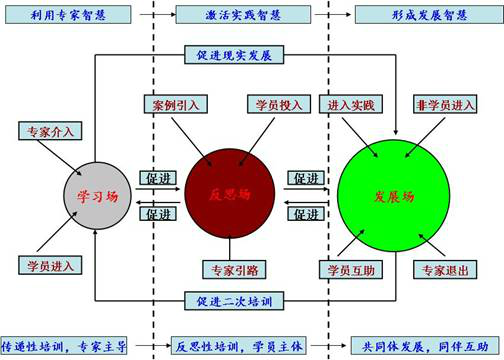 利用专家智慧
激活实践智慧
形成发展智慧
促进现实发展
案例引入
学员投入
进入实践
非学员进入
专家介入
促进
促进
学习场
反思场
发展场
促进
促进
学员进入
专家引路
学员互助
专家退出
促进二次培训
传递性培训，专家主导
反思性培训，学员主体
共同体发展，同伴互助